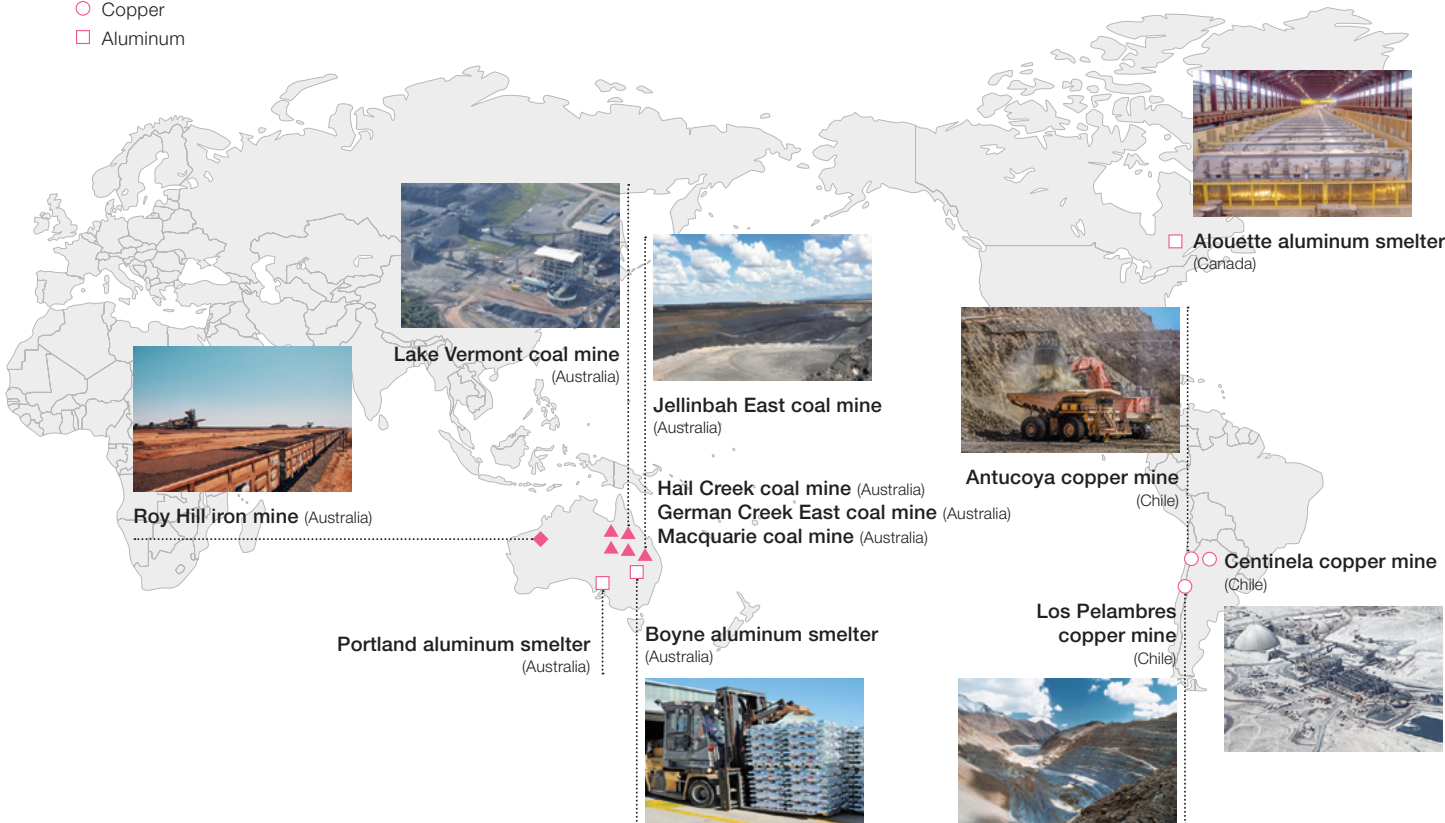 Copper
Aluminum
Alouette aluminum smelter
(Canada)
Lake Vermont coal mine
(Australia)
Jellinbah East coal mine
(Australia)
Antucoya copper mine
(Chile)
Hail Creek coal mine (Australia)
German Creek East coal mine (Australia)
Macquarie coal mine (Australia)
Roy Hill iron mine (Australia)
Centinela copper mine
(Chile)
Los Pelambres
copper mine
(Chile)
Portland aluminum smelter
(Australia)
Boyne aluminum smelter
(Australia)